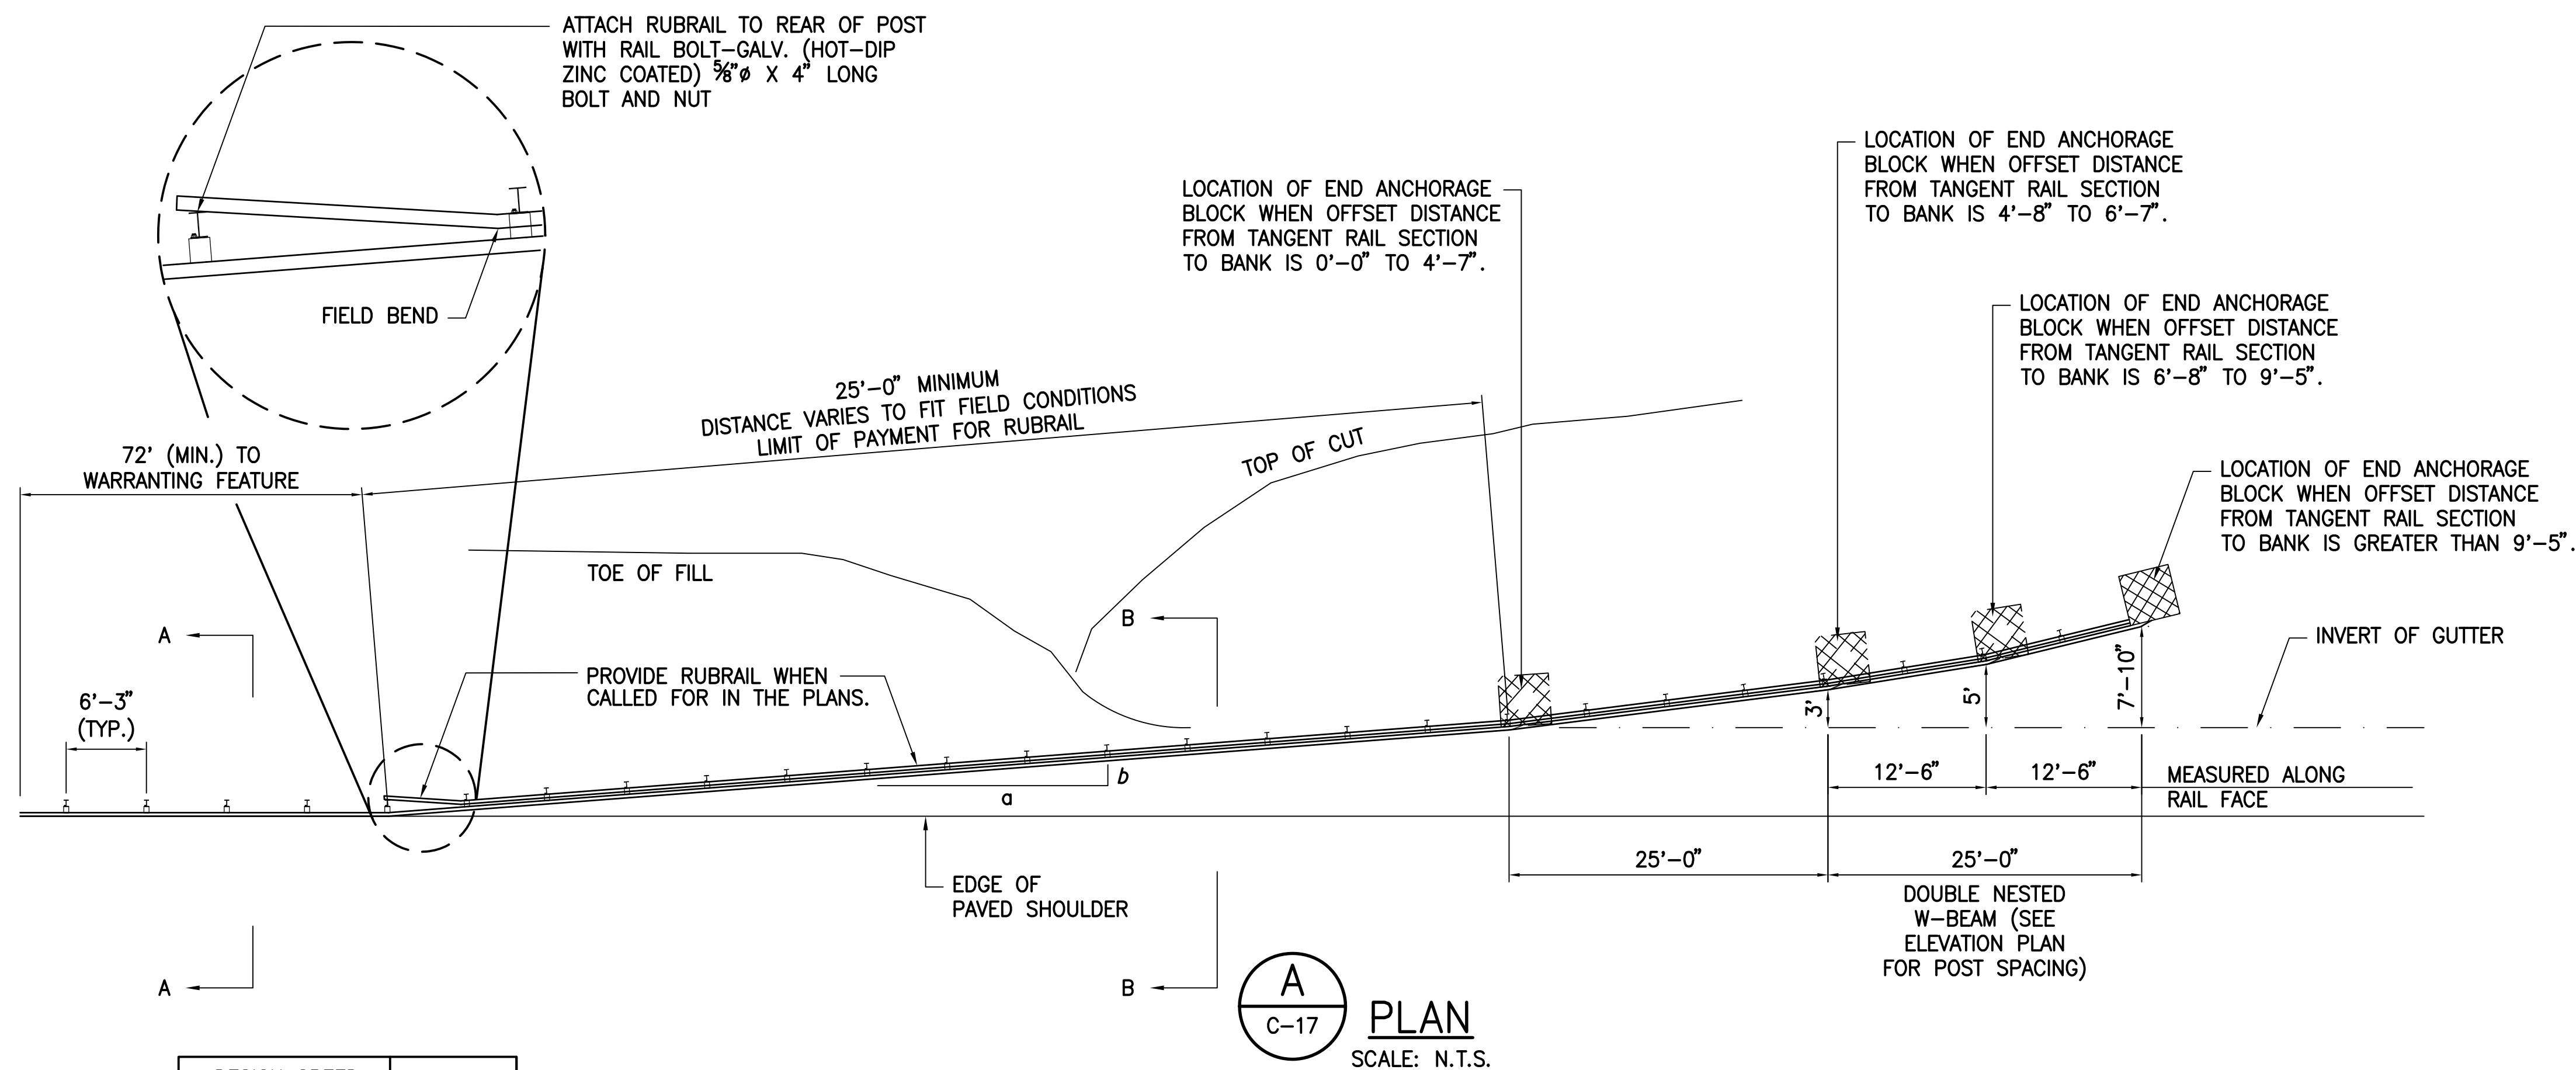 ATTACH RUBRAIL TO REAR OF POST
WITH RAIL BOLT-GALV. (HOT-DIP
ZINC COATED) ⅝"ø X 4" LONG
BOLT AND NUT
FIELD BEND
LOCATION OF END ANCHORAGE
BLOCK WHEN OFFSET DISTANCE
FROM TANGENT RAIL SECTION
TO BANK IS 0'-0" TO 4'-7".
LOCATION OF END ANCHORAGE
BLOCK WHEN OFFSET DISTANCE
FROM TANGENT RAIL SECTION
TO BANK IS 4'-8" TO 6'-7".
LOCATION OF END ANCHORAGE
BLOCK WHEN OFFSET DISTANCE
FROM TANGENT RAIL SECTION
TO BANK IS 6'-8" TO 9'-5".
LOCATION OF END ANCHORAGE
BLOCK WHEN OFFSET DISTANCE
FROM TANGENT RAIL SECTION
TO BANK IS GREATER THAN 9'-5".
25'-0" MINIMUM
DISTANCE VARIES TO FIT FIELD CONDITIONS
LIMIT OF PAYMENT FOR RUBRAIL
72' (MIN.) TO
WARRANTING FEATURE
TOP OF CUT
TOE OF FILL
A
B
PROVIDE RUBRAIL WHEN
CALLED FOR IN THE PLANS.
6'-3"
(TYP.)
INVERT OF GUTTER
3'
5'
7'-10"
b
a
12'-6"
12'-6"
MEASURED ALONG
RAIL FACE
25'-0"
25'-0"
EDGE OF
PAVED SHOULDER
DOUBLE NESTED
W-BEAM (SEE
ELEVATION PLAN
FOR POST SPACING)
A
B
A
C-17
PLAN
SCALE: N.T.S.
DESIGN SPEED